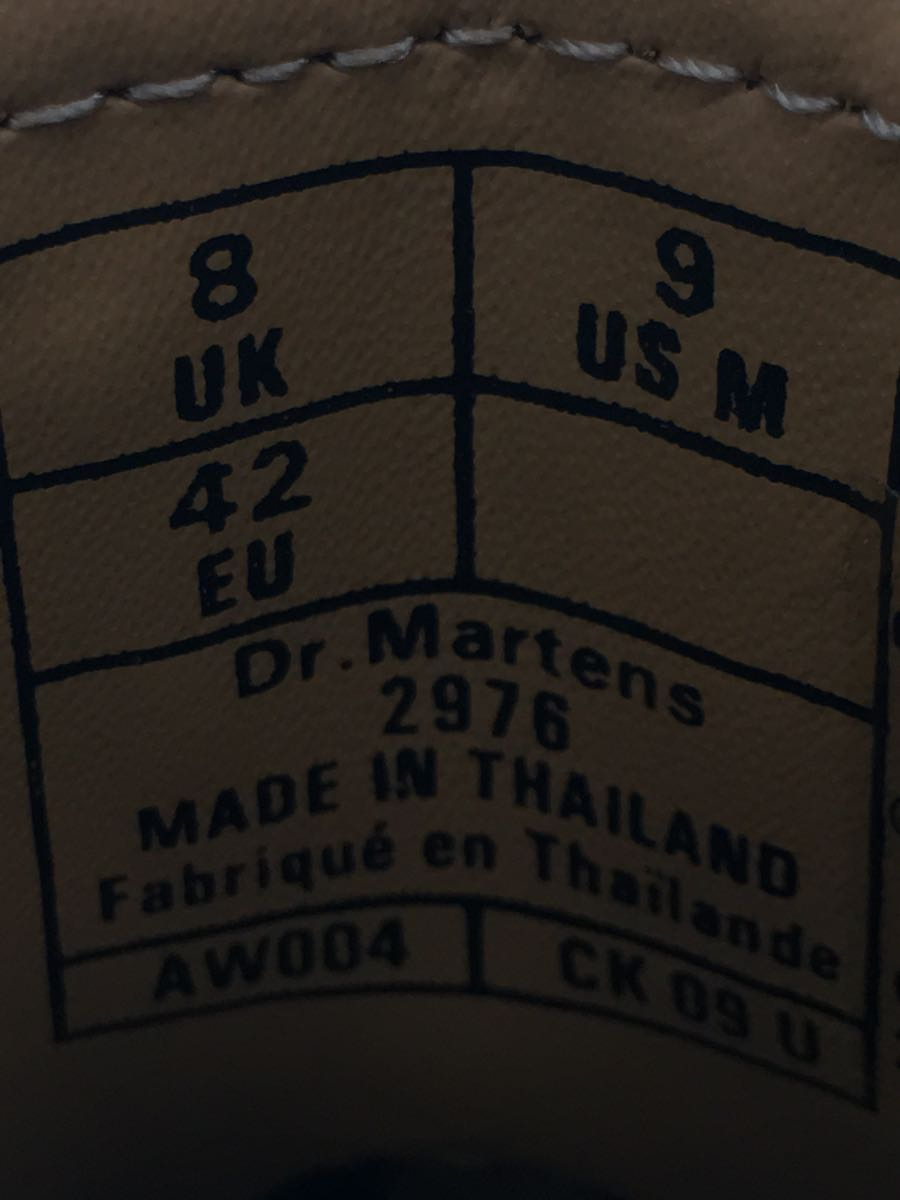 8
UK
9
US M
42
EU
Dr.Martens
2976
MADE IN THAILAND
Fabriqué en Thaïlande
AW004
CK 09 U